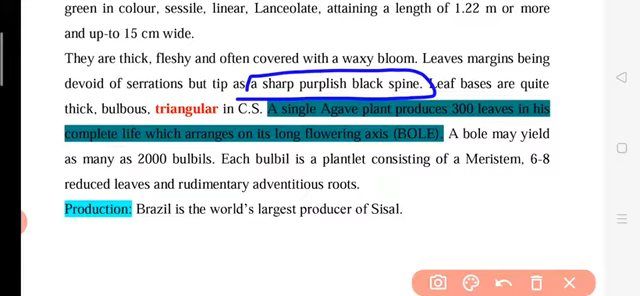 green in colour, sessile, linear, Lanceolate, attaining a length of 1.22 m or more
and up-to 15 cm wide.
They are thick, fleshy and often covered with a waxy bloom. Leaves margins being
devoid of serrations but tip as a sharp purplish black spine. Leaf bases are quite
thick, bulbous, triangular in C.S. A single Agave plant produces 300 leaves in his
complete life which arranges on its long flowering axis (BOLE). A bole may yield
as many as 2000 bulbils. Each bulbil is a plantlet consisting of a Meristem, 6-8
reduced leaves and rudimentary adventitious roots.
Production: Brazil is the world's largest producer of Sisal.